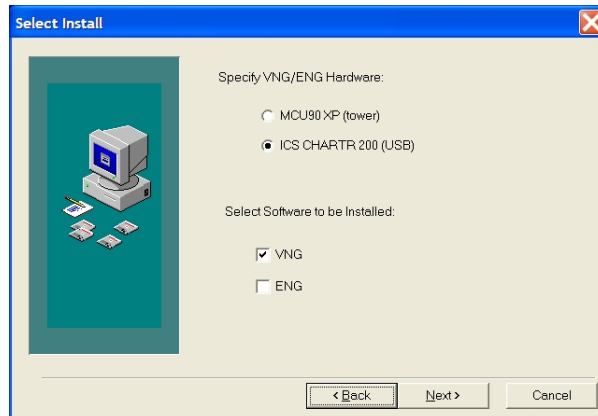 Select Install
Specify VNG/ENG Hardware:
MCU90 XP (tower)
ICS CHARTR 200 (USB)
Select Software to be Installed:
VNG
ENG
< Back Next > Cancel